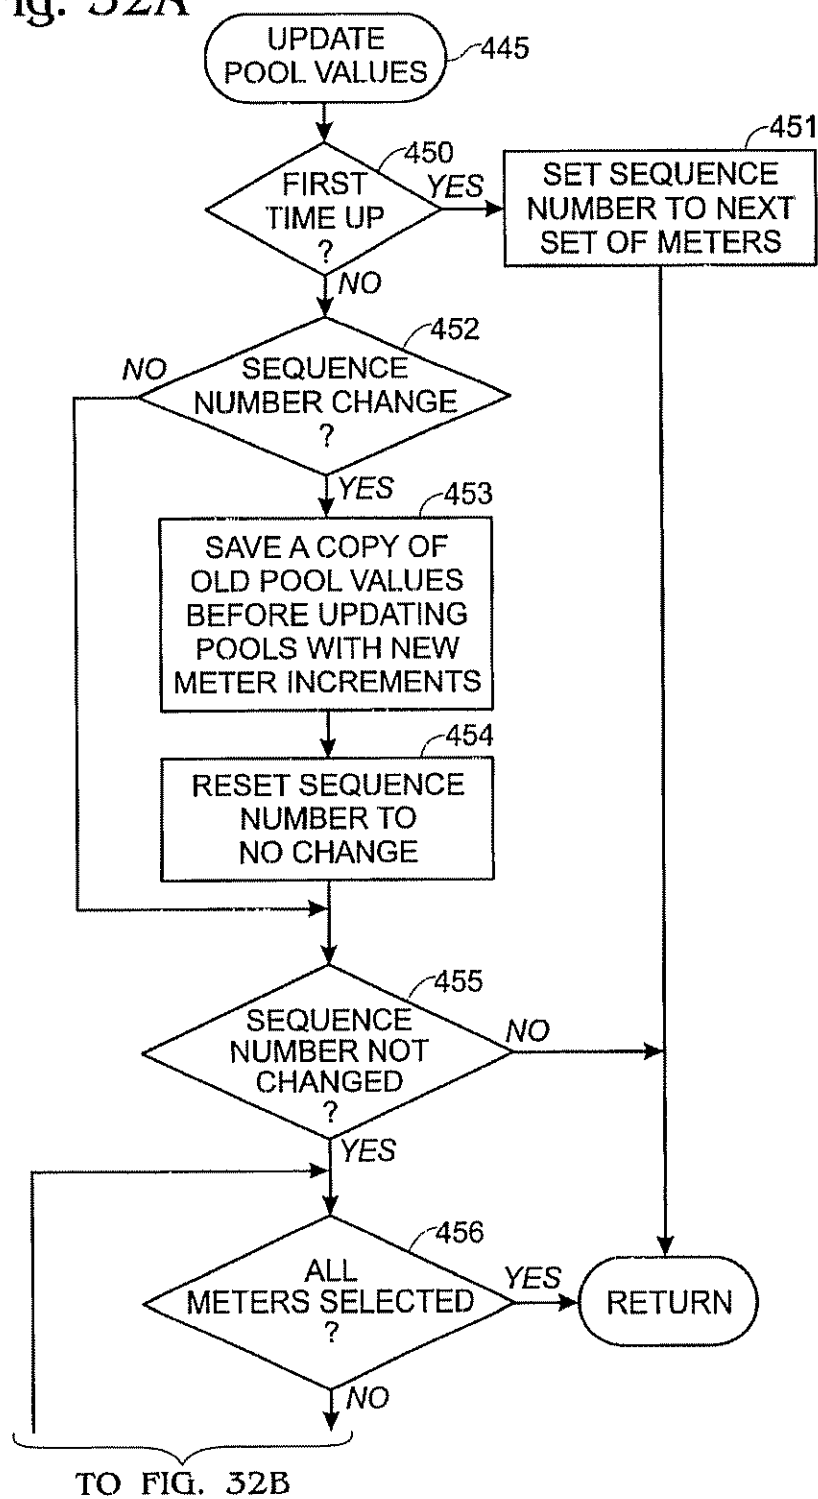 Fig. 32A
UPDATE
POOL VALUES
445
450
FIRST
TIME UP
?
YES
451
SET SEQUENCE
NUMBER TO NEXT
SET OF METERS
NO
452
NO
SEQUENCE
NUMBER CHANGE
?
YES
453
SAVE A COPY OF
OLD POOL VALUES
BEFORE UPDATING
POOLS WITH NEW
METER INCREMENTS
454
RESET SEQUENCE
NUMBER TO
NO CHANGE
455
SEQUENCE
NUMBER NOT
CHANGED
?
NO
YES
456
ALL
METERS SELECTED
?
YES
RETURN
NO
TO FIG. 32B